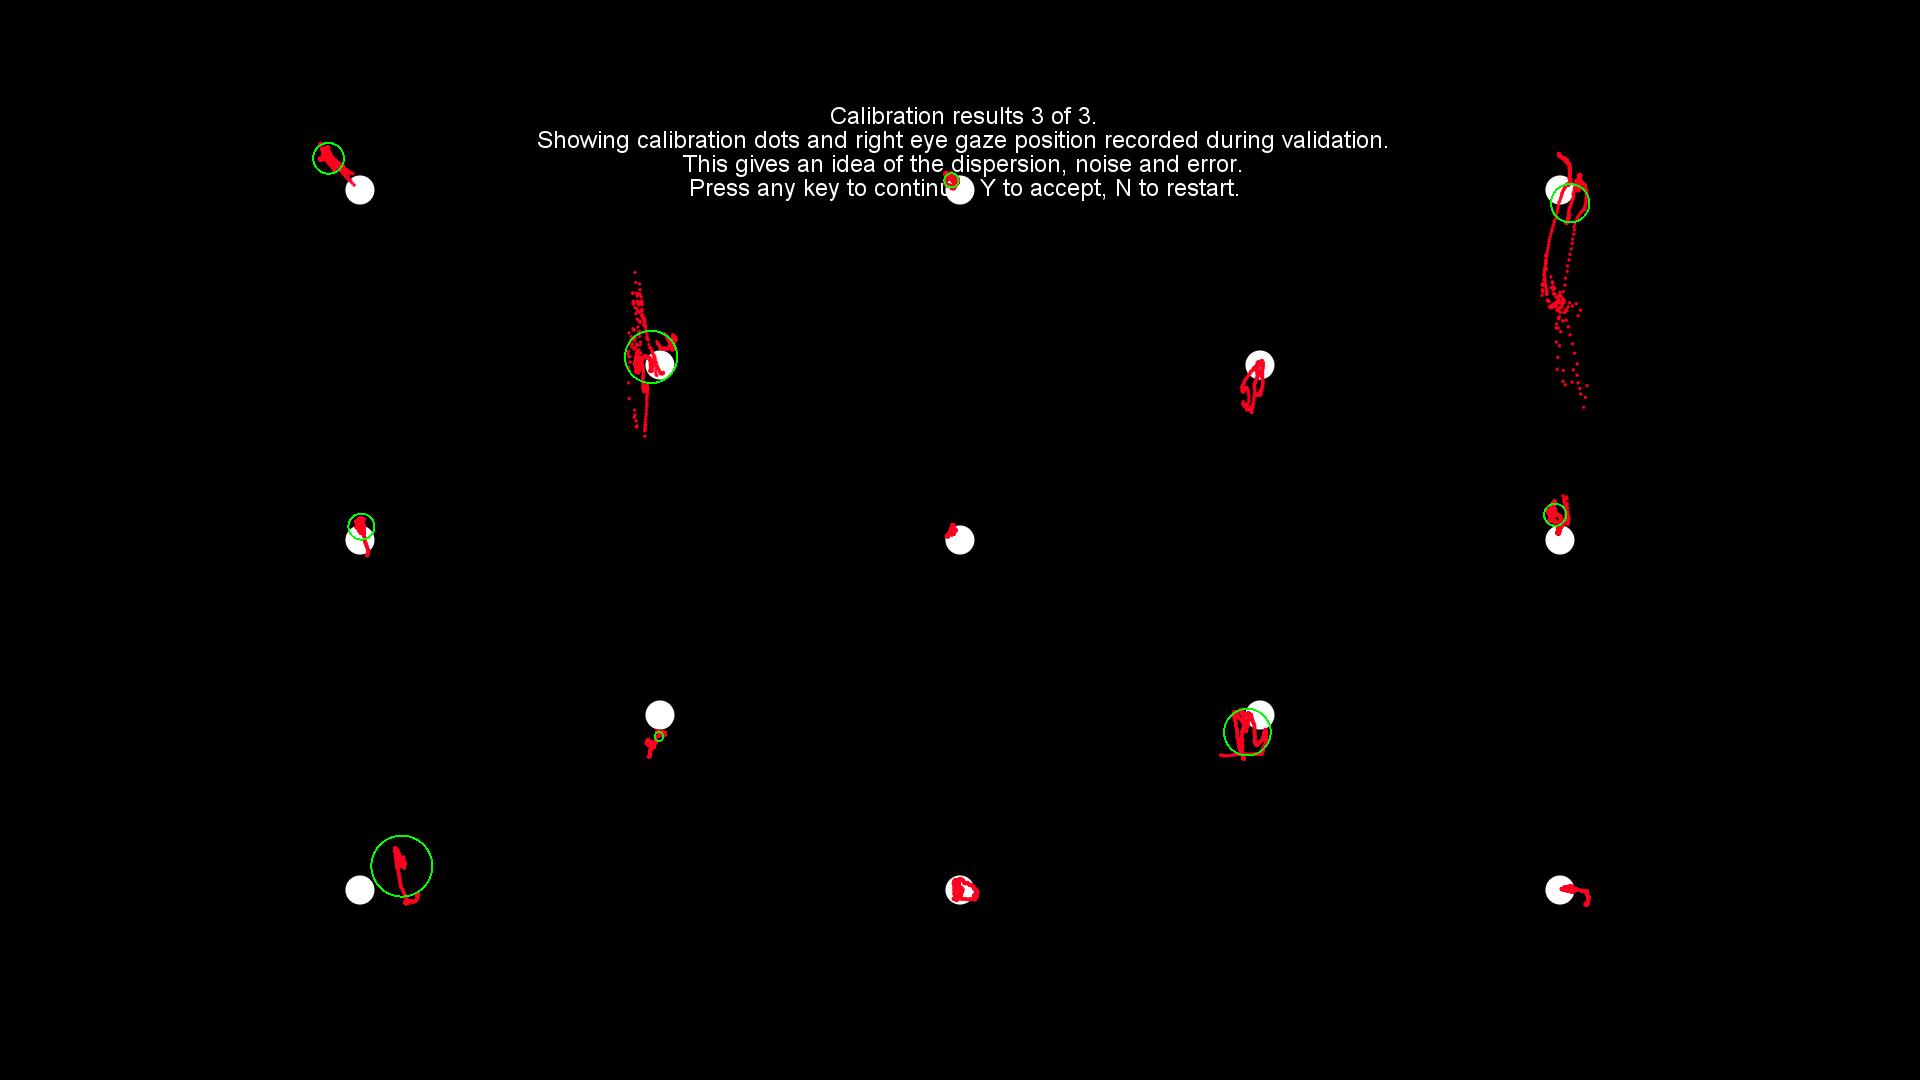 Calibration results 3 of 3.
Showing calibration dots and right eye gaze position recorded during validation.
This gives an idea of the dispersion, noise and error.
Press any key to continue, Y to accept, N to restart.